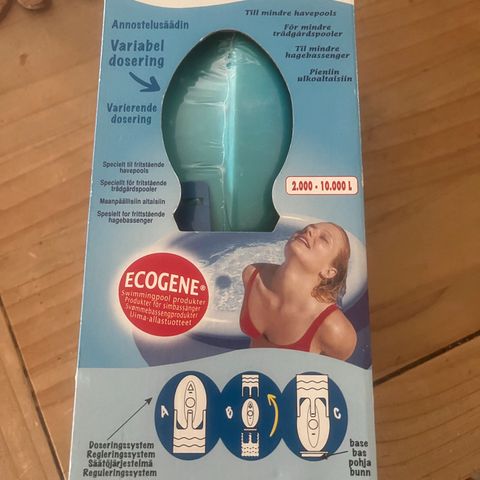 Annostelusäädin
Variabel
dosering
Varierende
dosering
Til mindre havepools
För mindre
trädgårdspooler
Til mindre
hagebassenger
Pieniin
ulkoaltaisiin
Specielt til fritstående
havepools
Speciellt för fristående
trädgårdspooler
Maanpäällisiin altaisiin
Spesielt for frittstående
hagebassenger
2.000 - 10.000 L
ECOGENE®
swimmingpool produkter
Produkter för simbassänger
Svømmebassengprodukter
Uima-allastuotteet
A
B
C
Doseringssystem
Regleringssystem
Säätöjärjestelmä
Reguleringssystem
base
bas
pohja
bunn